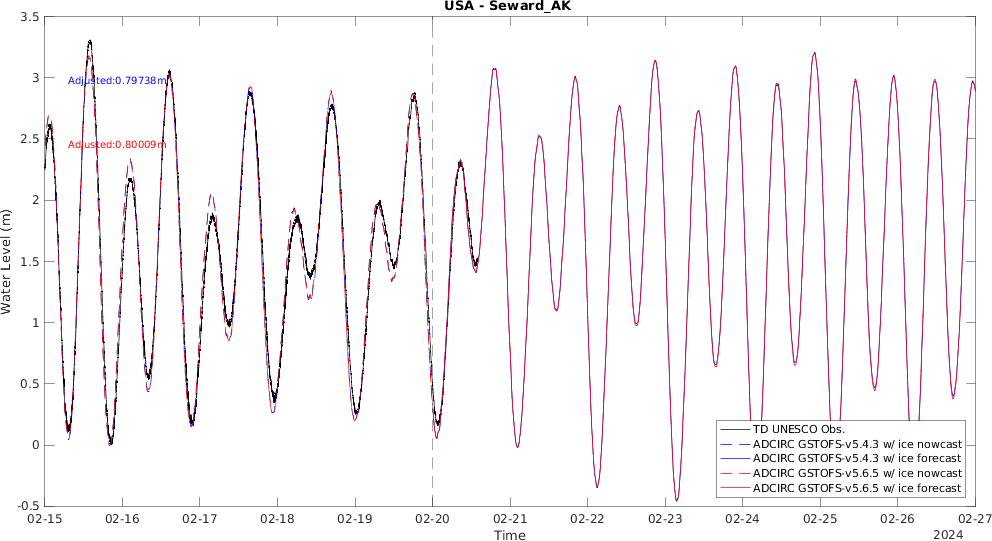 USA - Seward_AK
3.5
3
2.5
2
1.5
1
0.5
0
-0.5
Water Level (m)
Adjusted:0.79738m
Adjusted:0.80009m
TD UNESCO Obs.
ADCIRC GSTOFS-v5.4.3 w/ ice nowcast
ADCIRC GSTOFS-v5.4.3 w/ ice forecast
ADCIRC GSTOFS-v5.6.5 w/ ice nowcast
ADCIRC GSTOFS-v5.6.5 w/ ice forecast
02-15 02-16 02-17 02-18 02-19 02-20 02-21 02-22 02-23 02-24 02-25 02-26 02-27
Time
2024